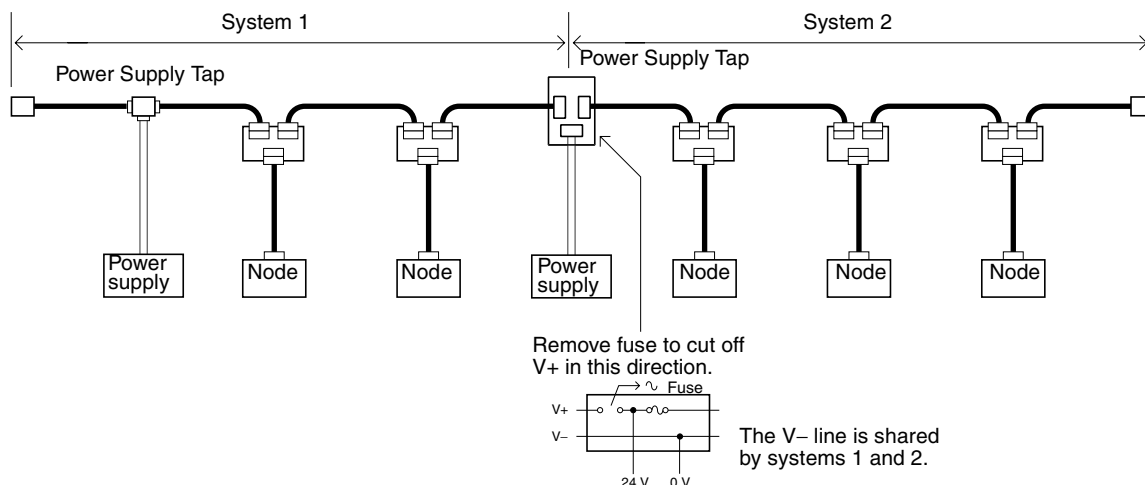 System 1
System 2
Power Supply Tap
Power Supply Tap
Power
supply
Node
Node
Power
supply
Node
Node
Node
Remove fuse to cut off
V+ in this direction.
Fuse
V+
V–
The V– line is shared
by systems 1 and 2.
24 V
0 V